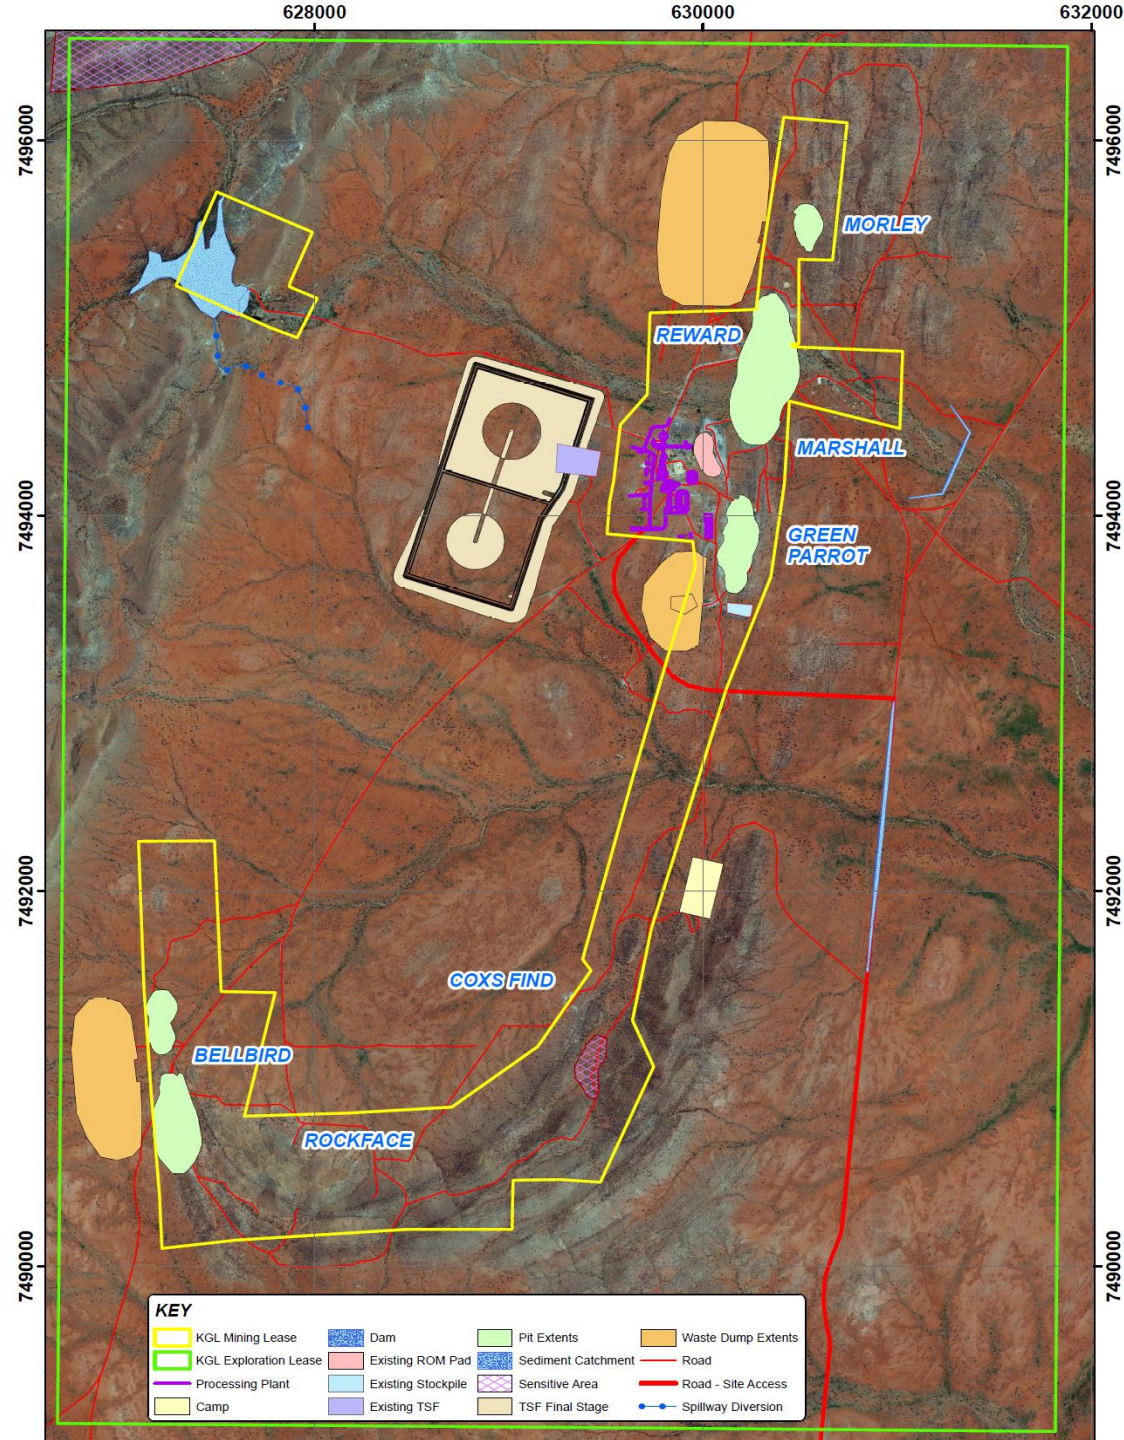 628000
630000
632000
7496000
7496000
MORLEY
REWARD
MARSHALL
7494000
7494000
GREEN
PARROT
7492000
7492000
COXS FIND
BELLBIRD
ROCKFACE
7490000
7490000
KEY
KGL Mining Lease
Dam
Pit Extents
Waste Dump Extents
KGL Exploration Lease
Existing ROM Pad
Sediment Catchment
Road
Processing Plant
Existing Stockpile
Sensitive Area
Road - Site Access
Camp
Existing TSF
TSF Final Stage
Spillway Diversion